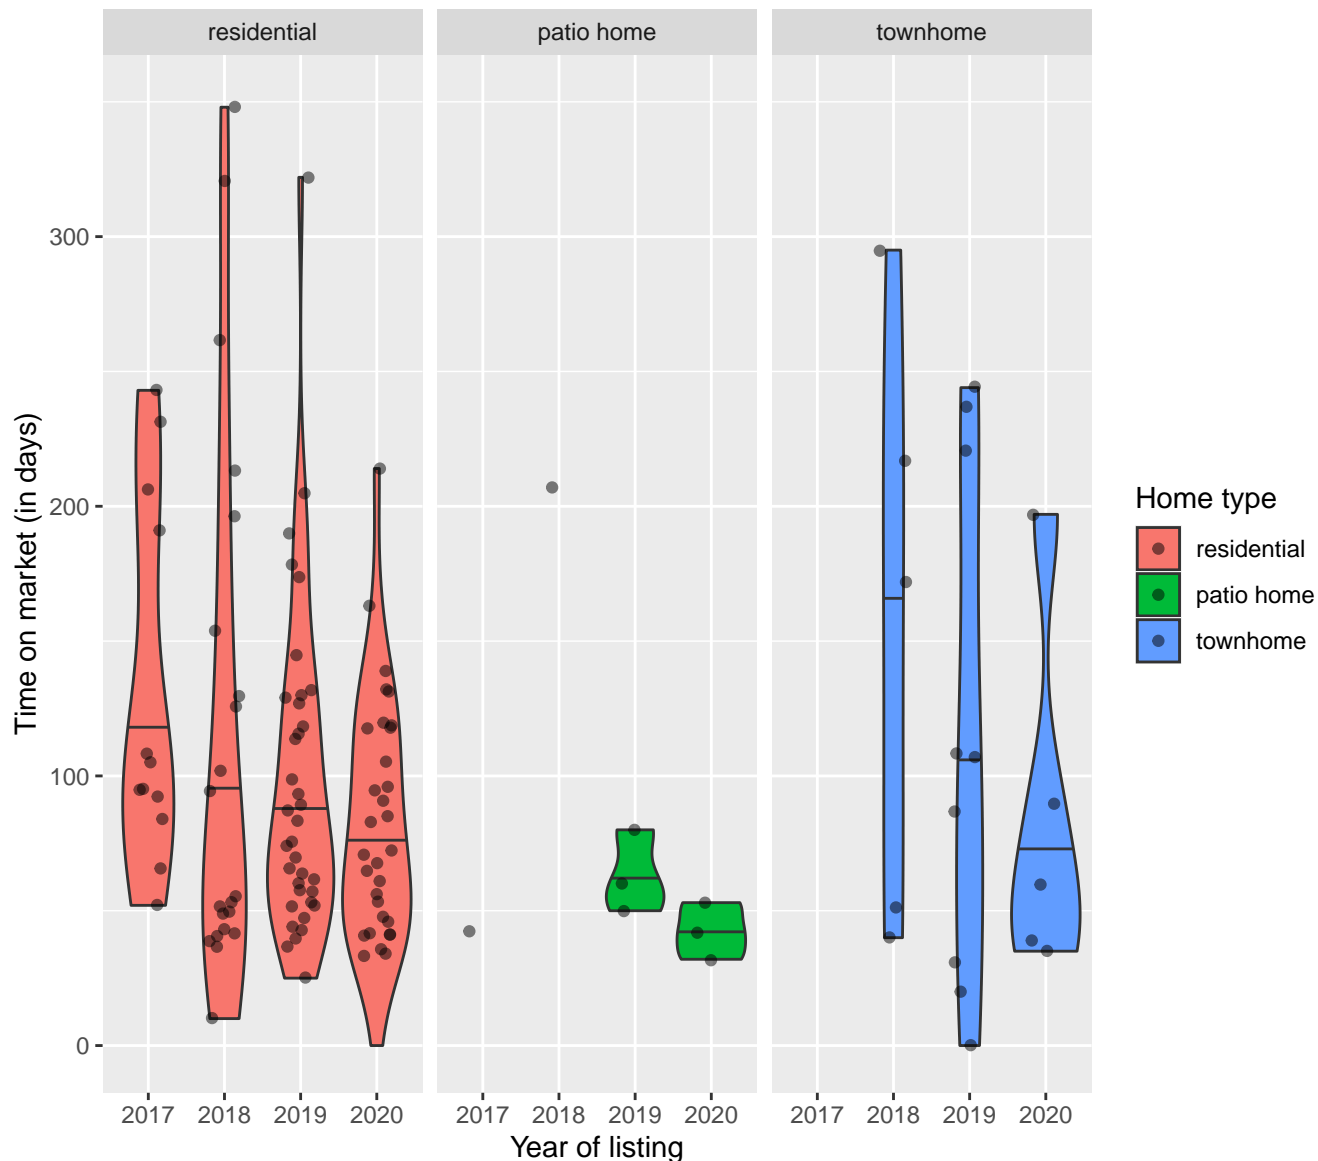 residential
patio home
townhome
Time on market (in days)
300
200
100
0
2017 2018 2019 2020
2017 2018 2019 2020
2017 2018 2019 2020
Year of listing
Home type
residential
patio home
townhome